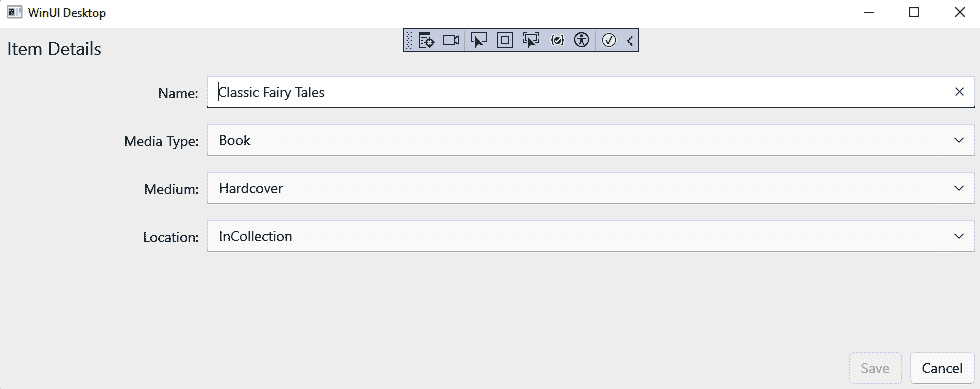 WinUI Desktop
Item Details
Name: Classic Fairy Tales
Media Type: Book
Medium: Hardcover
Location: InCollection
Save Cancel